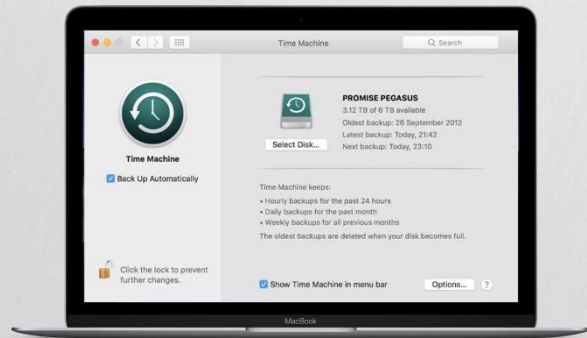 Time Machine
Search
PROMISE PEGASUS
3.12 TB of 6 TB available
Oldest backup: 26 September 2012
Latest backup: Today, 21:42
Next backup: Today, 23:10
Select Disk...
Time Machine
Back Up Automatically
Time Machine keeps:
• Hourly backups for the past 24 hours
• Daily backups for the past month
• Weekly backups for all previous months
The oldest backups are deleted when your disk becomes full.
Click the lock to prevent
further changes.
Show Time Machine in menu bar
Options...
?
MacBook